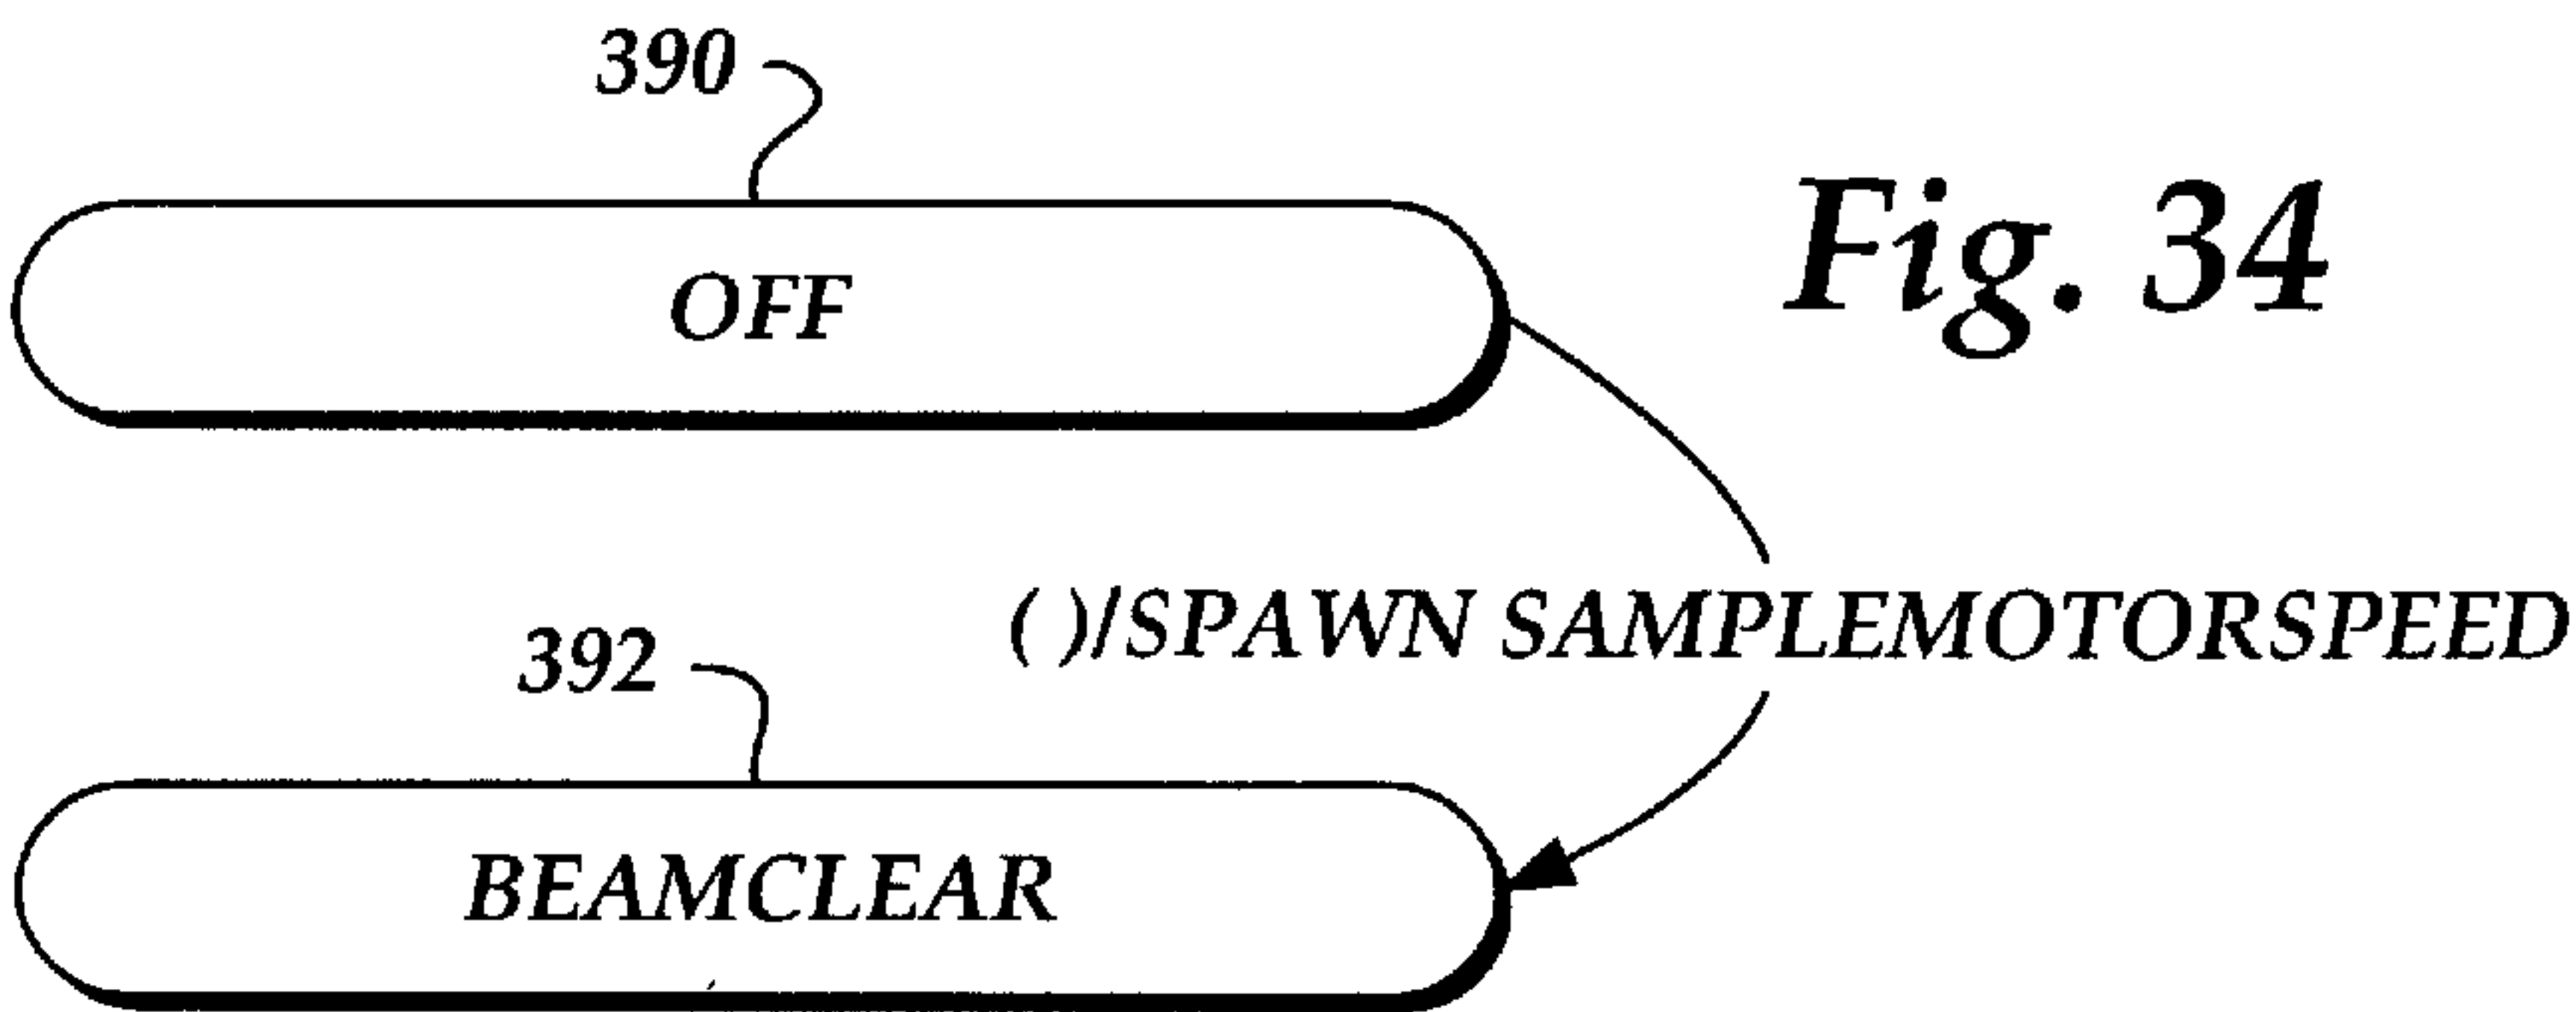 390
OFF
Fig. 34
( )/SPAWN SAMPLEMOTORSPEED
392
BEAMCLEAR